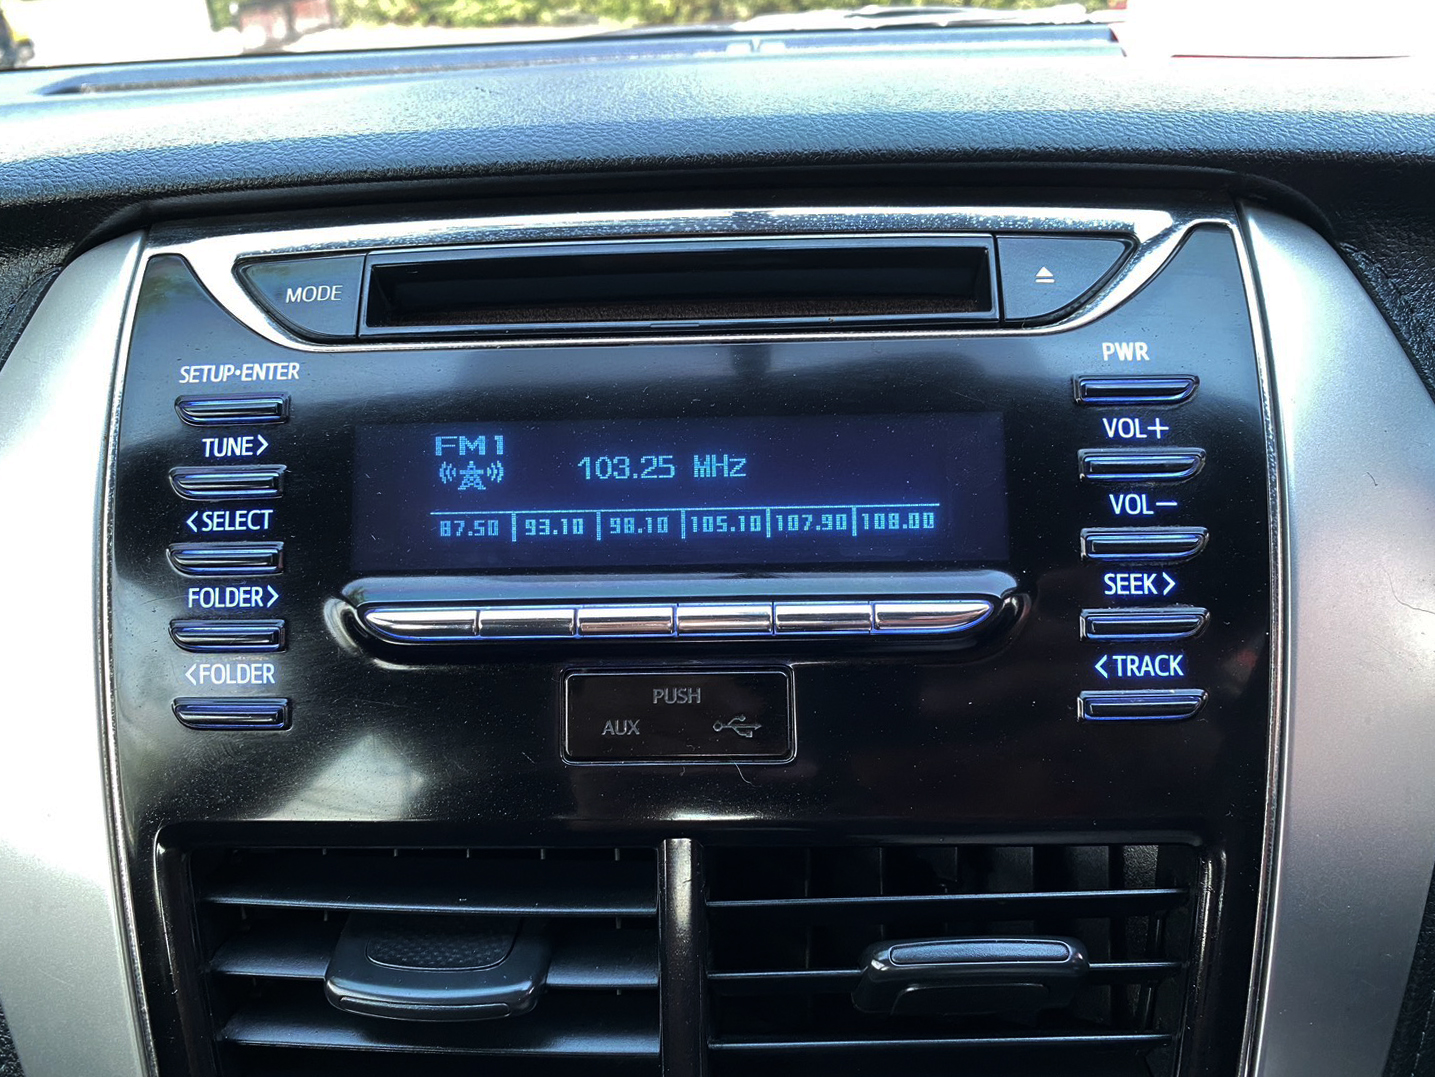 MODE
SETUP•ENTER
TUNE>
<SELECT
FOLDER>
<FOLDER
FM1
103.25 MHz
87.50 93.10 98.10 105.10 107.90 108.00
PWR
VOL+
VOL−
SEEK>
<TRACK
PUSH
AUX